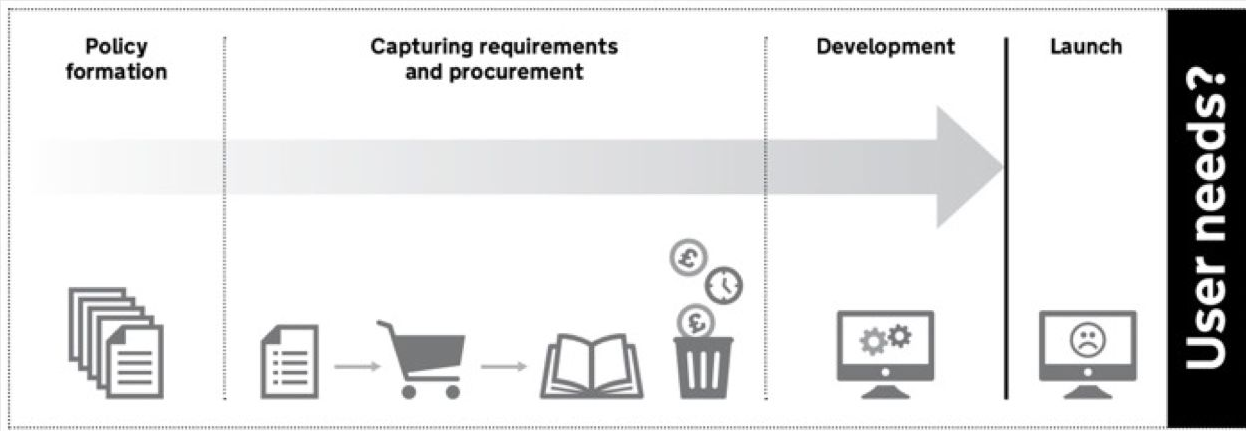 Policy
formation
Capturing requirements
and procurement
Development
Launch
User needs?
£
£